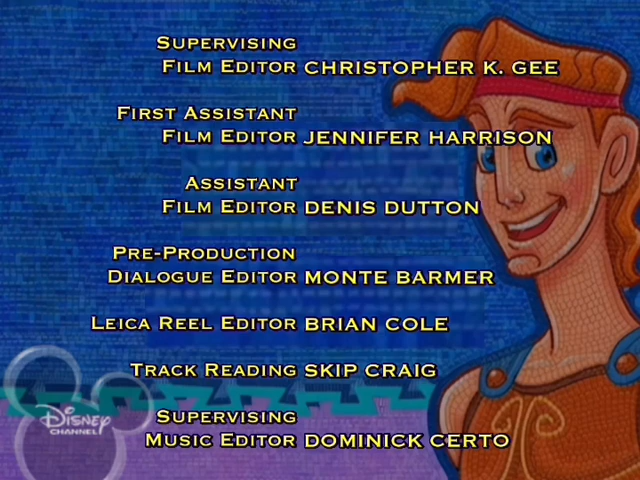 Supervising
Film Editor CHRISTOPHER K. GEE
First Assistant
Film Editor JENNIFER HARRISON
Assistant
Film Editor DENIS DUTTON
Pre-Production
Dialogue Editor MONTE BARMER
Leica Reel Editor BRIAN COLE
Track Reading SKIP CRAIG
Supervising
Music Editor DOMINICK CERTO
Disney
CHANNEL